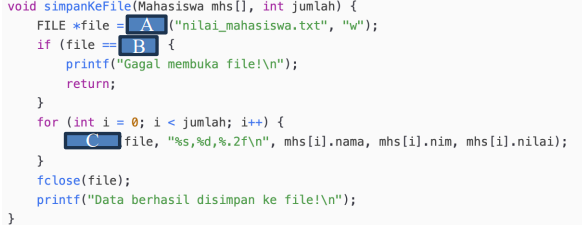 void simpanKeFile(Mahasiswa mhs[], int jumlah) {
FILE *file = A ("nilai_mahasiswa.txt", "w");
if (file == B {
printf("Gagal membuka file!\n");
return;
}
for (int i = 0; i < jumlah; i++) {
C file, "%s,%d,%.2f\n", mhs[i].nama, mhs[i].nim, mhs[i].nilai);
}
fclose(file);
printf("Data berhasil disimpan ke file!\n");
}